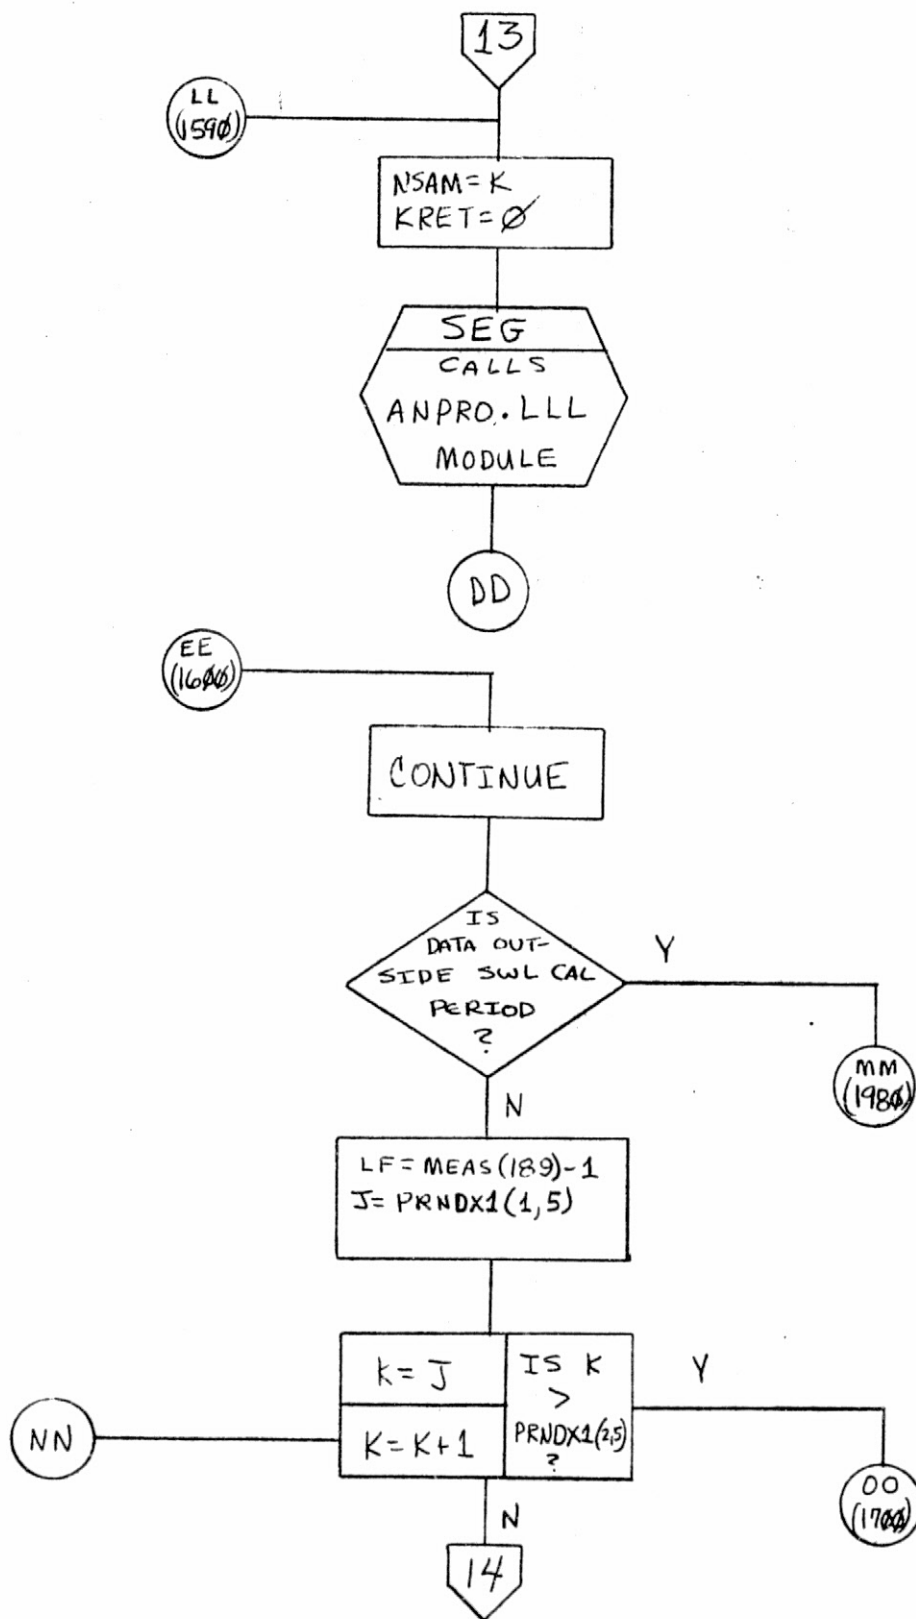 13
LL
(159Ø)
NSAM=K
KRET=Ø
SEG
CALLS
ANPRO.LLL
MODULE
DD
EE
(16ØØ)
CONTINUE
IS
DATA OUT-
SIDE SWL CAL
PERIOD
?
Y
MM
(198Ø)
N
LF=MEAS(189)-1
J=PRNDX1(1,5)
K=J
K=K+1
IS K
>
PRNDX1(2,5)
?
Y
NN
OO
(17ØØ)
N
14